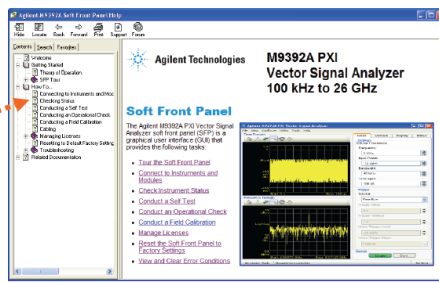 Agilent M9392A Soft Front Panel Help
Hide Locate Back Forward Print Support Forum
Contents Search Favorites
Welcome
Getting Started
Theory of Operation
SFP Tour
How To...
Connecting to Instruments and Mod
Checking Status
Conducting a Self Test
Conducting an Operational Check
Conducting a Field Calibration
Cabling
Managing Licenses
Resetting to Default Factory Setting
Troubleshooting
Related Documentation
Agilent Technologies
M9392A PXI
Vector Signal Analyzer
100 kHz to 26 GHz
Soft Front Panel
The Agilent M9392A PXI Vector Signal
Analyzer soft front panel (SFP) is a
graphical user interface (GUI) that
provides the following tasks:
Tour the Soft Front Panel
Connect to Instruments and
Modules
Check Instrument Status
Conduct a Self Test
Conduct an Operational Check
Conduct a Field Calibration
Manage Licenses
Reset the Soft Front Panel to
Factory Settings
View and Clear Error Conditions